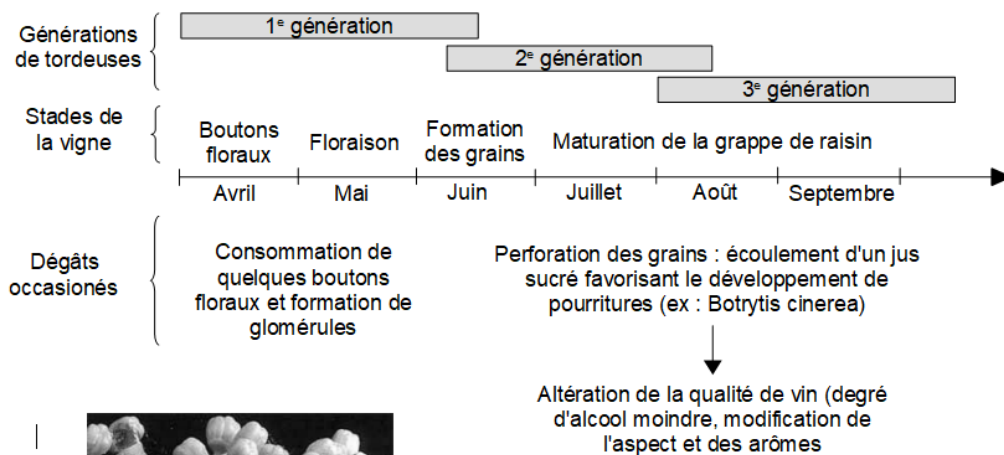 1e génération
Générations
de tordeuses
2e génération
3e génération
Stades de
la vigne
Boutons
floraux
Floraison
Formation
des grains
Maturation de la grappe de raisin
Avril
Mai
Juin
Juillet
Août
Septembre
Dégâts
occasionés
Consommation de
quelques boutons
floraux et formation de
glomérules
Perforation des grains : écoulement d'un jus
sucré favorisant le développement de
pourritures (ex : Botrytis cinerea)
Altération de la qualité de vin (degré
d'alcool moindre, modification de
l'aspect et des arômes